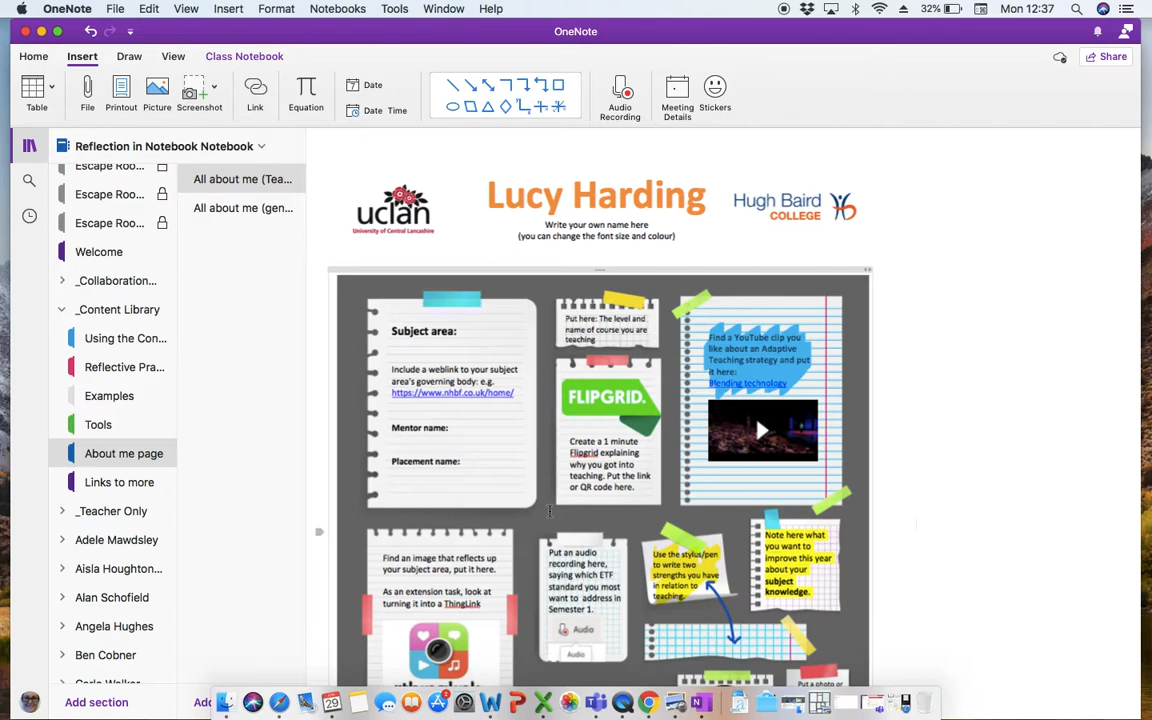 OneNote File Edit View Insert Format Notebooks Tools Window Help 32% Mon 12:37
OneNote
Home Insert Draw View Class Notebook Share
Table File Printout Picture Screenshot Link Equation Date Date Time Audio Recording Meeting Details Stickers
Reflection in Notebook Notebook
Escape Roo...
Escape Roo...
Escape Roo...
Welcome
_Collaboration...
_Content Library
Using the Con...
Reflective Pra...
Examples
Tools
About me page
Links to more
_Teacher Only
Adele Mawdsley
Aisla Houghton...
Alan Schofield
Angela Hughes
Ben Cobner
Add section
All about me (Tea...
All about me (gen...
Add
uclan
University of Central Lancashire
Lucy Harding
Write your own name here
(you can change the font size and colour)
Hugh Baird
COLLEGE
Subject area:
Include a weblink to your subject
area's governing body: e.g.
https://www.nhbf.co.uk/home/
Mentor name:
Placement name:
Put here: The level and
name of course you are
teaching
FLIPGRID.
Create a 1 minute
Flipgrid explaining
why you got into
teaching. Put the link
or QR code here.
Find a YouTube clip you
like about an Adaptive
Teaching strategy and put
it here:
Blending technology
Find an image that reflects up
your subject area, put it here.
As an extension task, look at
turning it into a ThingLink
Put an audio
recording here,
saying which ETF
standard you most
want to address in
Semester 1.
Audio
Audio
Use the stylus/pen
to write two
strengths you have
in relation to
teaching.
Note here what
you want to
improve this year
about your
subject
knowledge.
Put a photo or